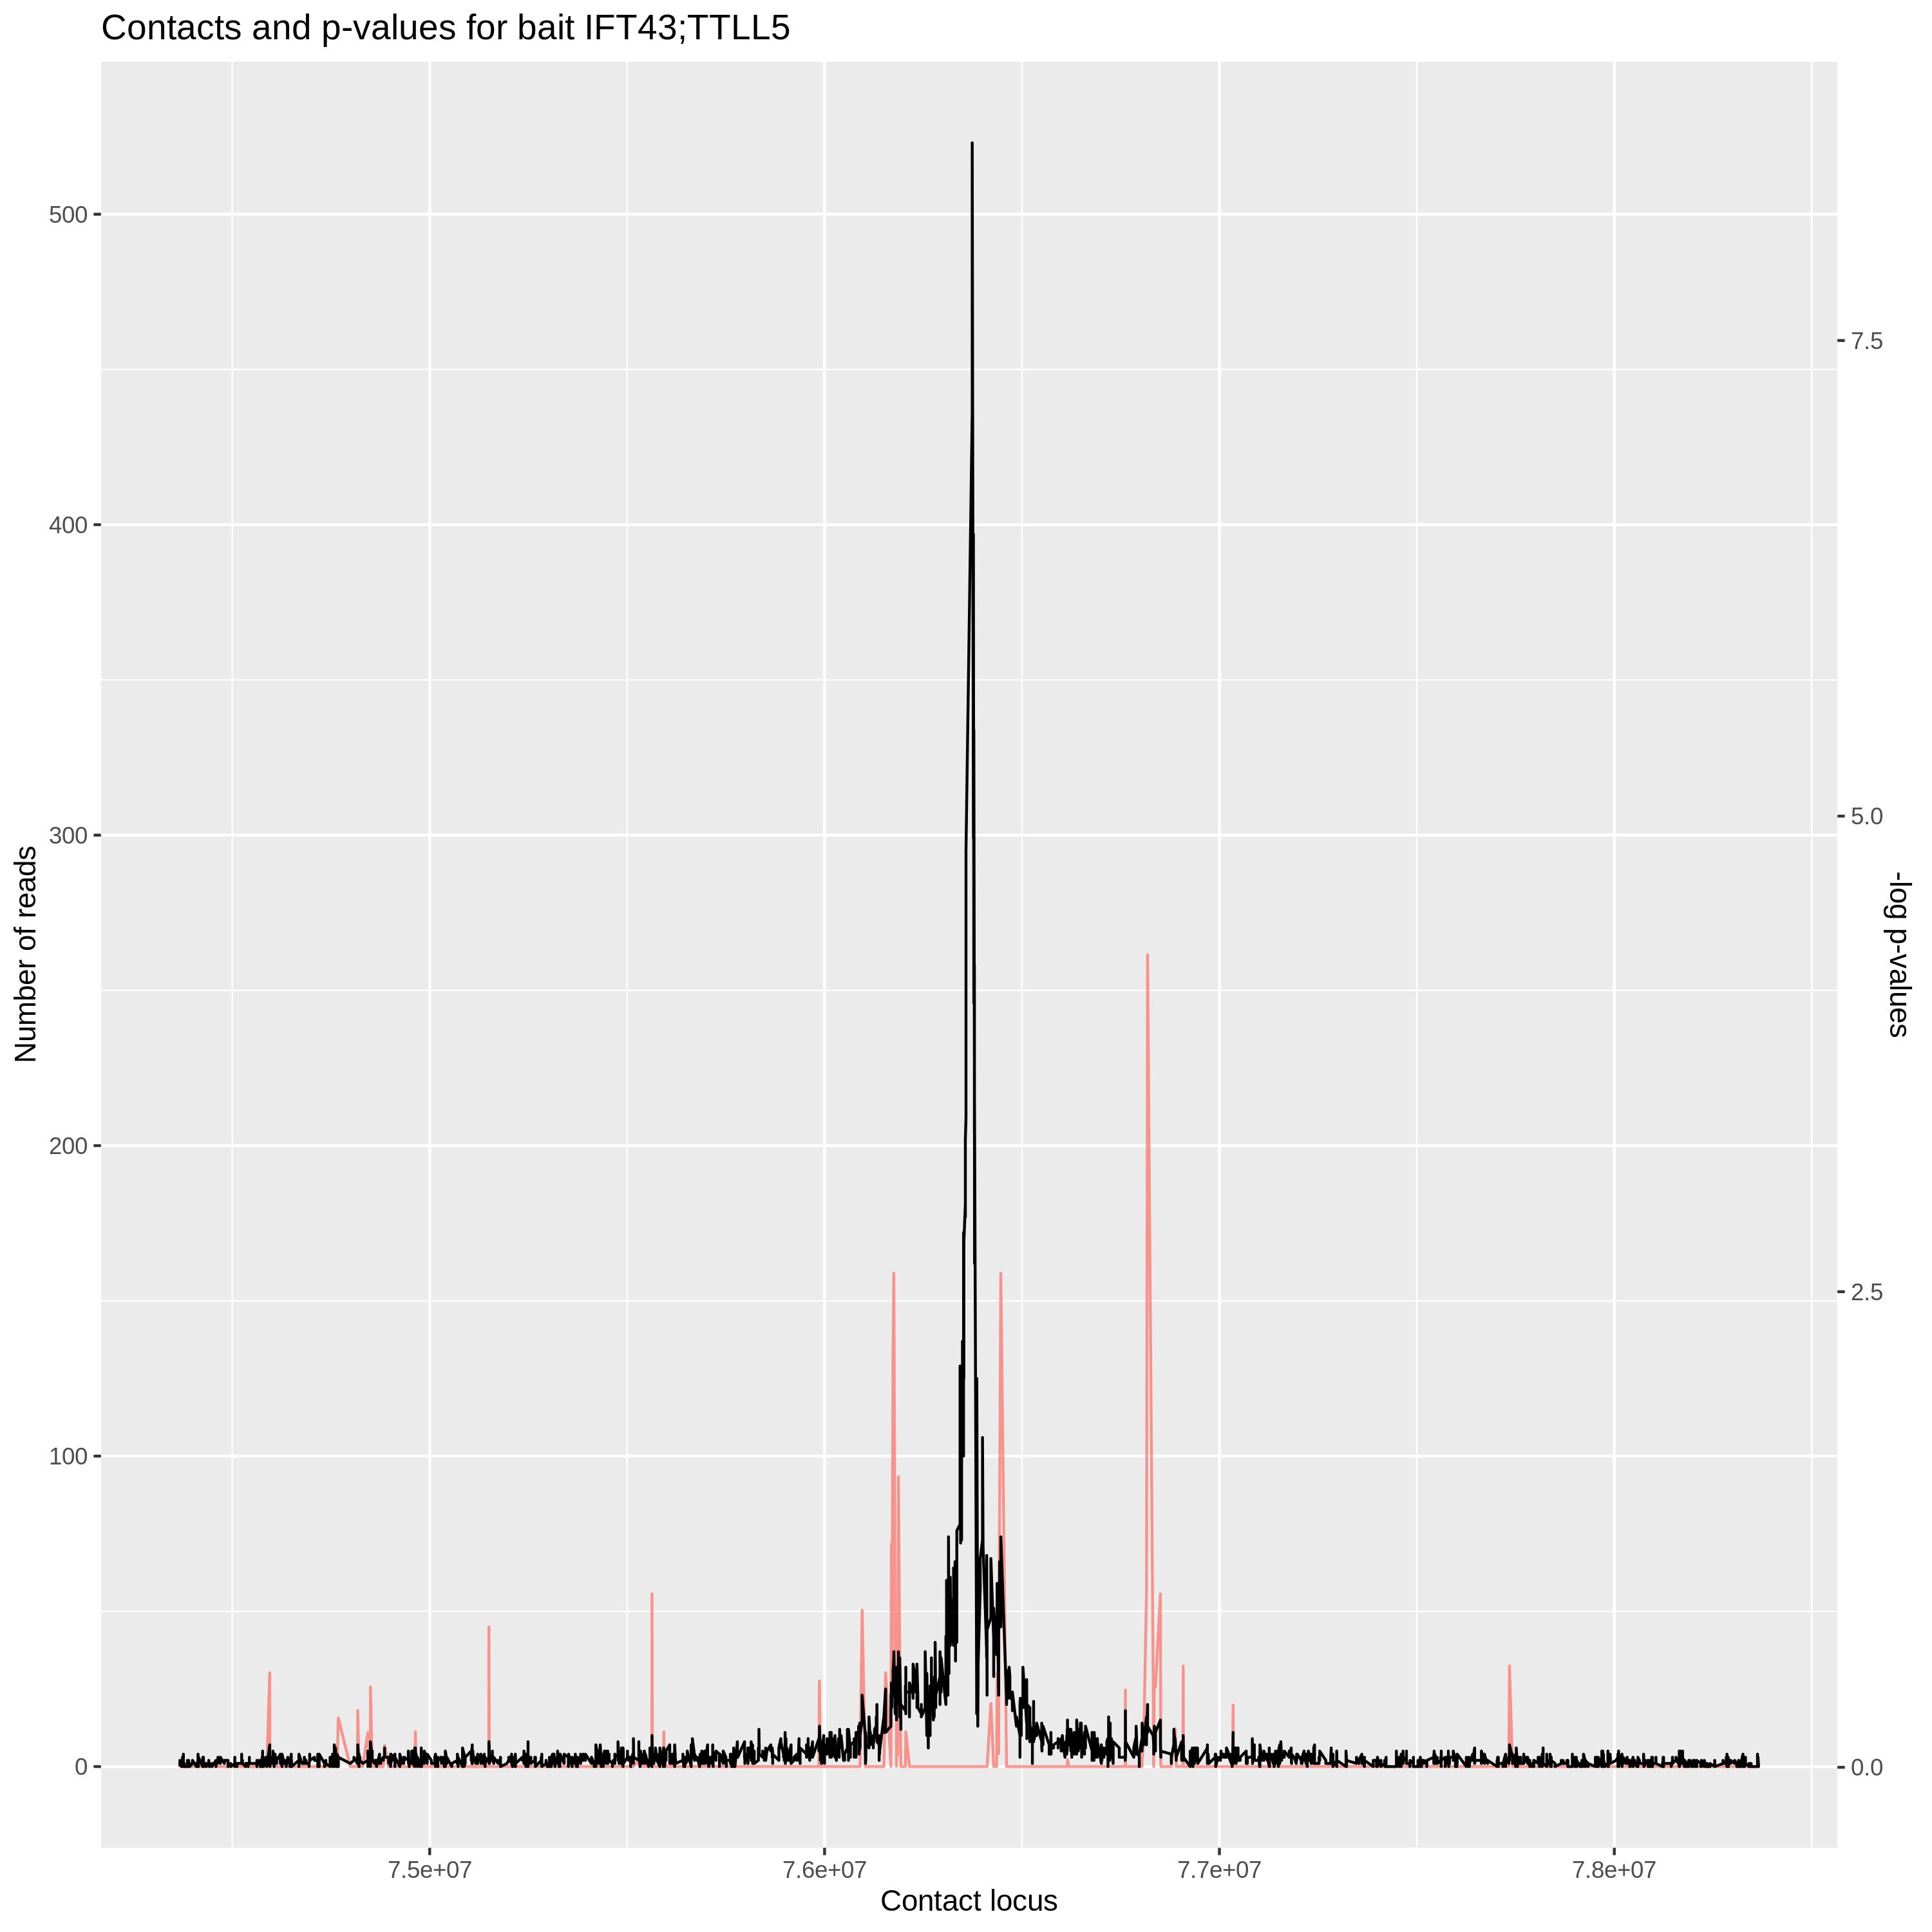 Contacts and p-values for bait IFT43;TTLL5
500
400
300
200
100
0
Number of reads
7.5
5.0
2.5
0.0
-log p-values
7.5e+07
7.6e+07
7.7e+07
7.8e+07
Contact locus